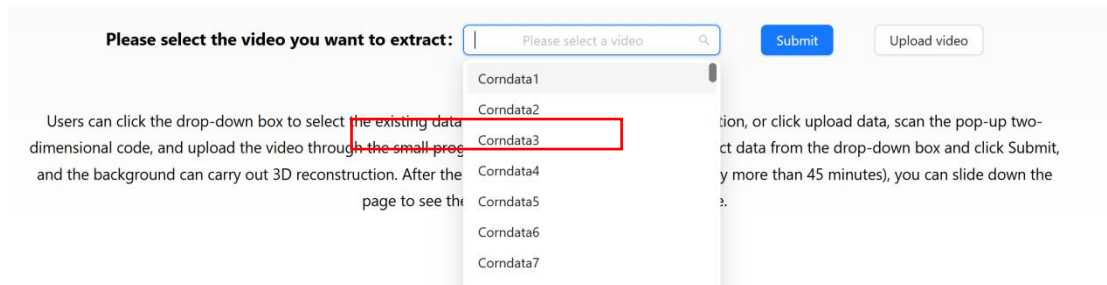 Please select the video you want to extract: Please select a video Submit Upload video
Corndata1
Corndata2
Users can click the drop-down box to select the existing data tion, or click upload data, scan the pop-up two-
Corndata3
dimensional code, and upload the video through the small prog ct data from the drop-down box and click Submit,
Corndata4
and the background can carry out 3D reconstruction. After the y more than 45 minutes), you can slide down the
Corndata5
page to see the e.
Corndata6
Corndata7